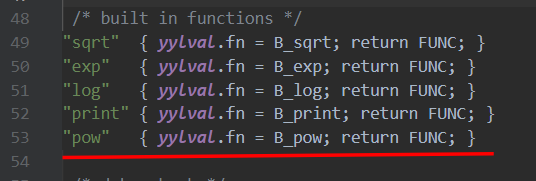 48 /* built in functions */
49 "sqrt" { yylval.fn = B_sqrt; return FUNC; }
50 "exp" { yylval.fn = B_exp; return FUNC; }
51 "log" { yylval.fn = B_log; return FUNC; }
52 "print" { yylval.fn = B_print; return FUNC; }
53 "pow" { yylval.fn = B_pow; return FUNC; }
54